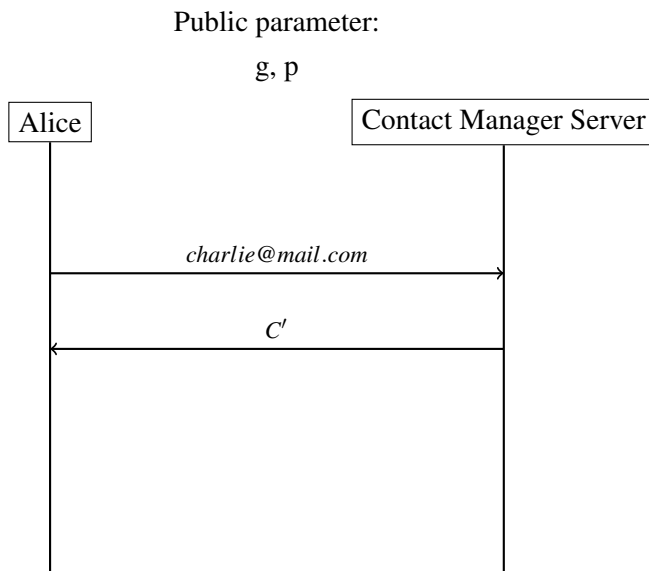 Public parameter:
g, p
Alice
Contact Manager Server
charlie@mail.com
C′